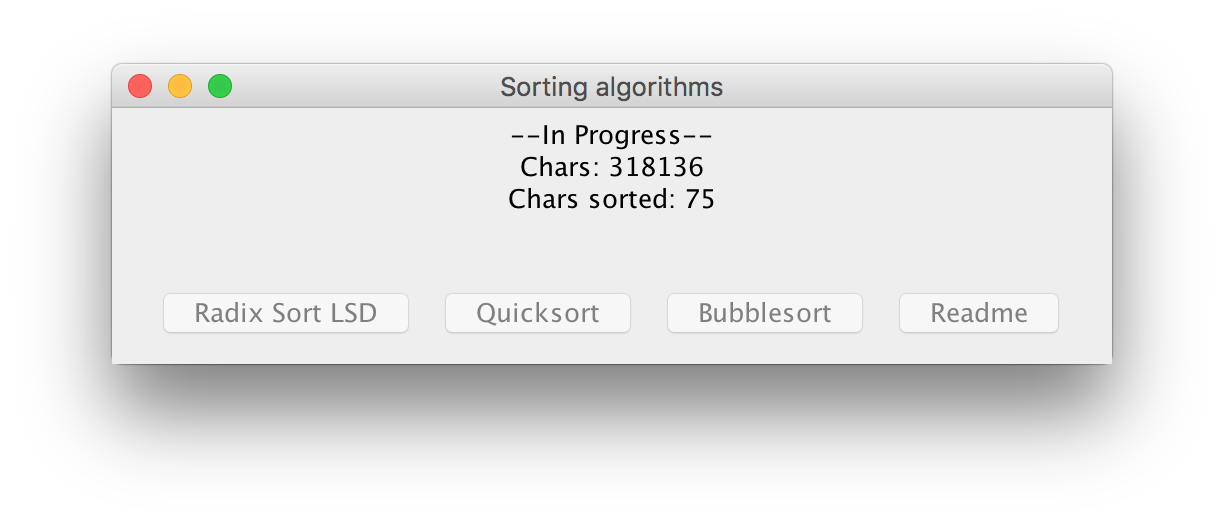 Sorting algorithms
--In Progress--
Chars: 318136
Chars sorted: 75
Radix Sort LSD Quicksort Bubblesort Readme